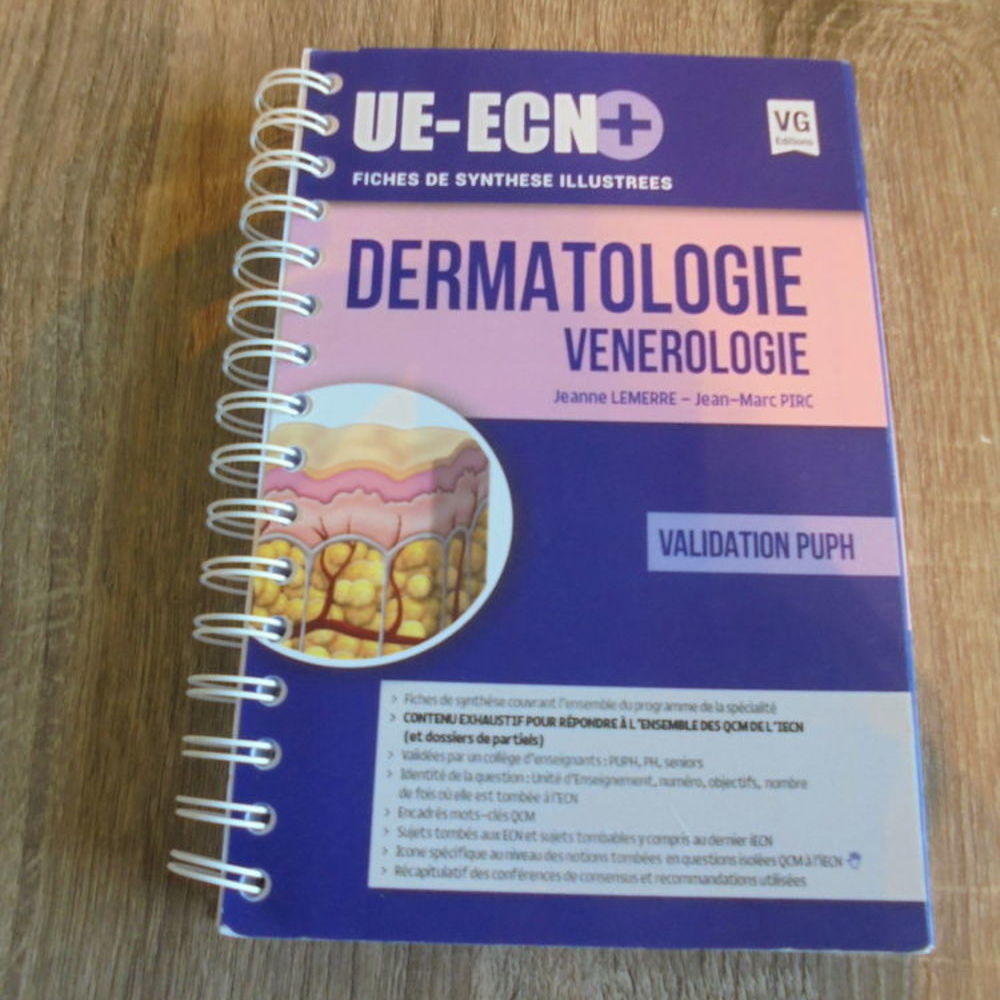 UE-ECN+
VG
Editions
FICHES DE SYNTHESE ILLUSTREES
DERMATOLOGIE
VENEROLOGIE
Jeanne LEMERRE – Jean-Marc PIRC
VALIDATION PUPH
> Fiches de synthèse couvrant l'ensemble du programme de la spécialité
> CONTENU EXHAUSTIF POUR RÉPONDRE À L'ENSEMBLE DES QCM DE L'IECN
(et dossiers de partiels)
> Validées par un collège d'enseignants : PUPH, PH, seniors
> Identité de la question : Unité d'Enseignement, numéro, objectifs, nombre
de fois où elle est tombée à l'ECN
> Encadrés mots-clés QCM
> Sujets tombés aux ECN et sujets tombables y compris au dernier iECN
> Icone spécifique au niveau des notions tombées en questions isolées QCM à l'iECN
> Récapitulatif des conférences de consensus et recommandations utilisées